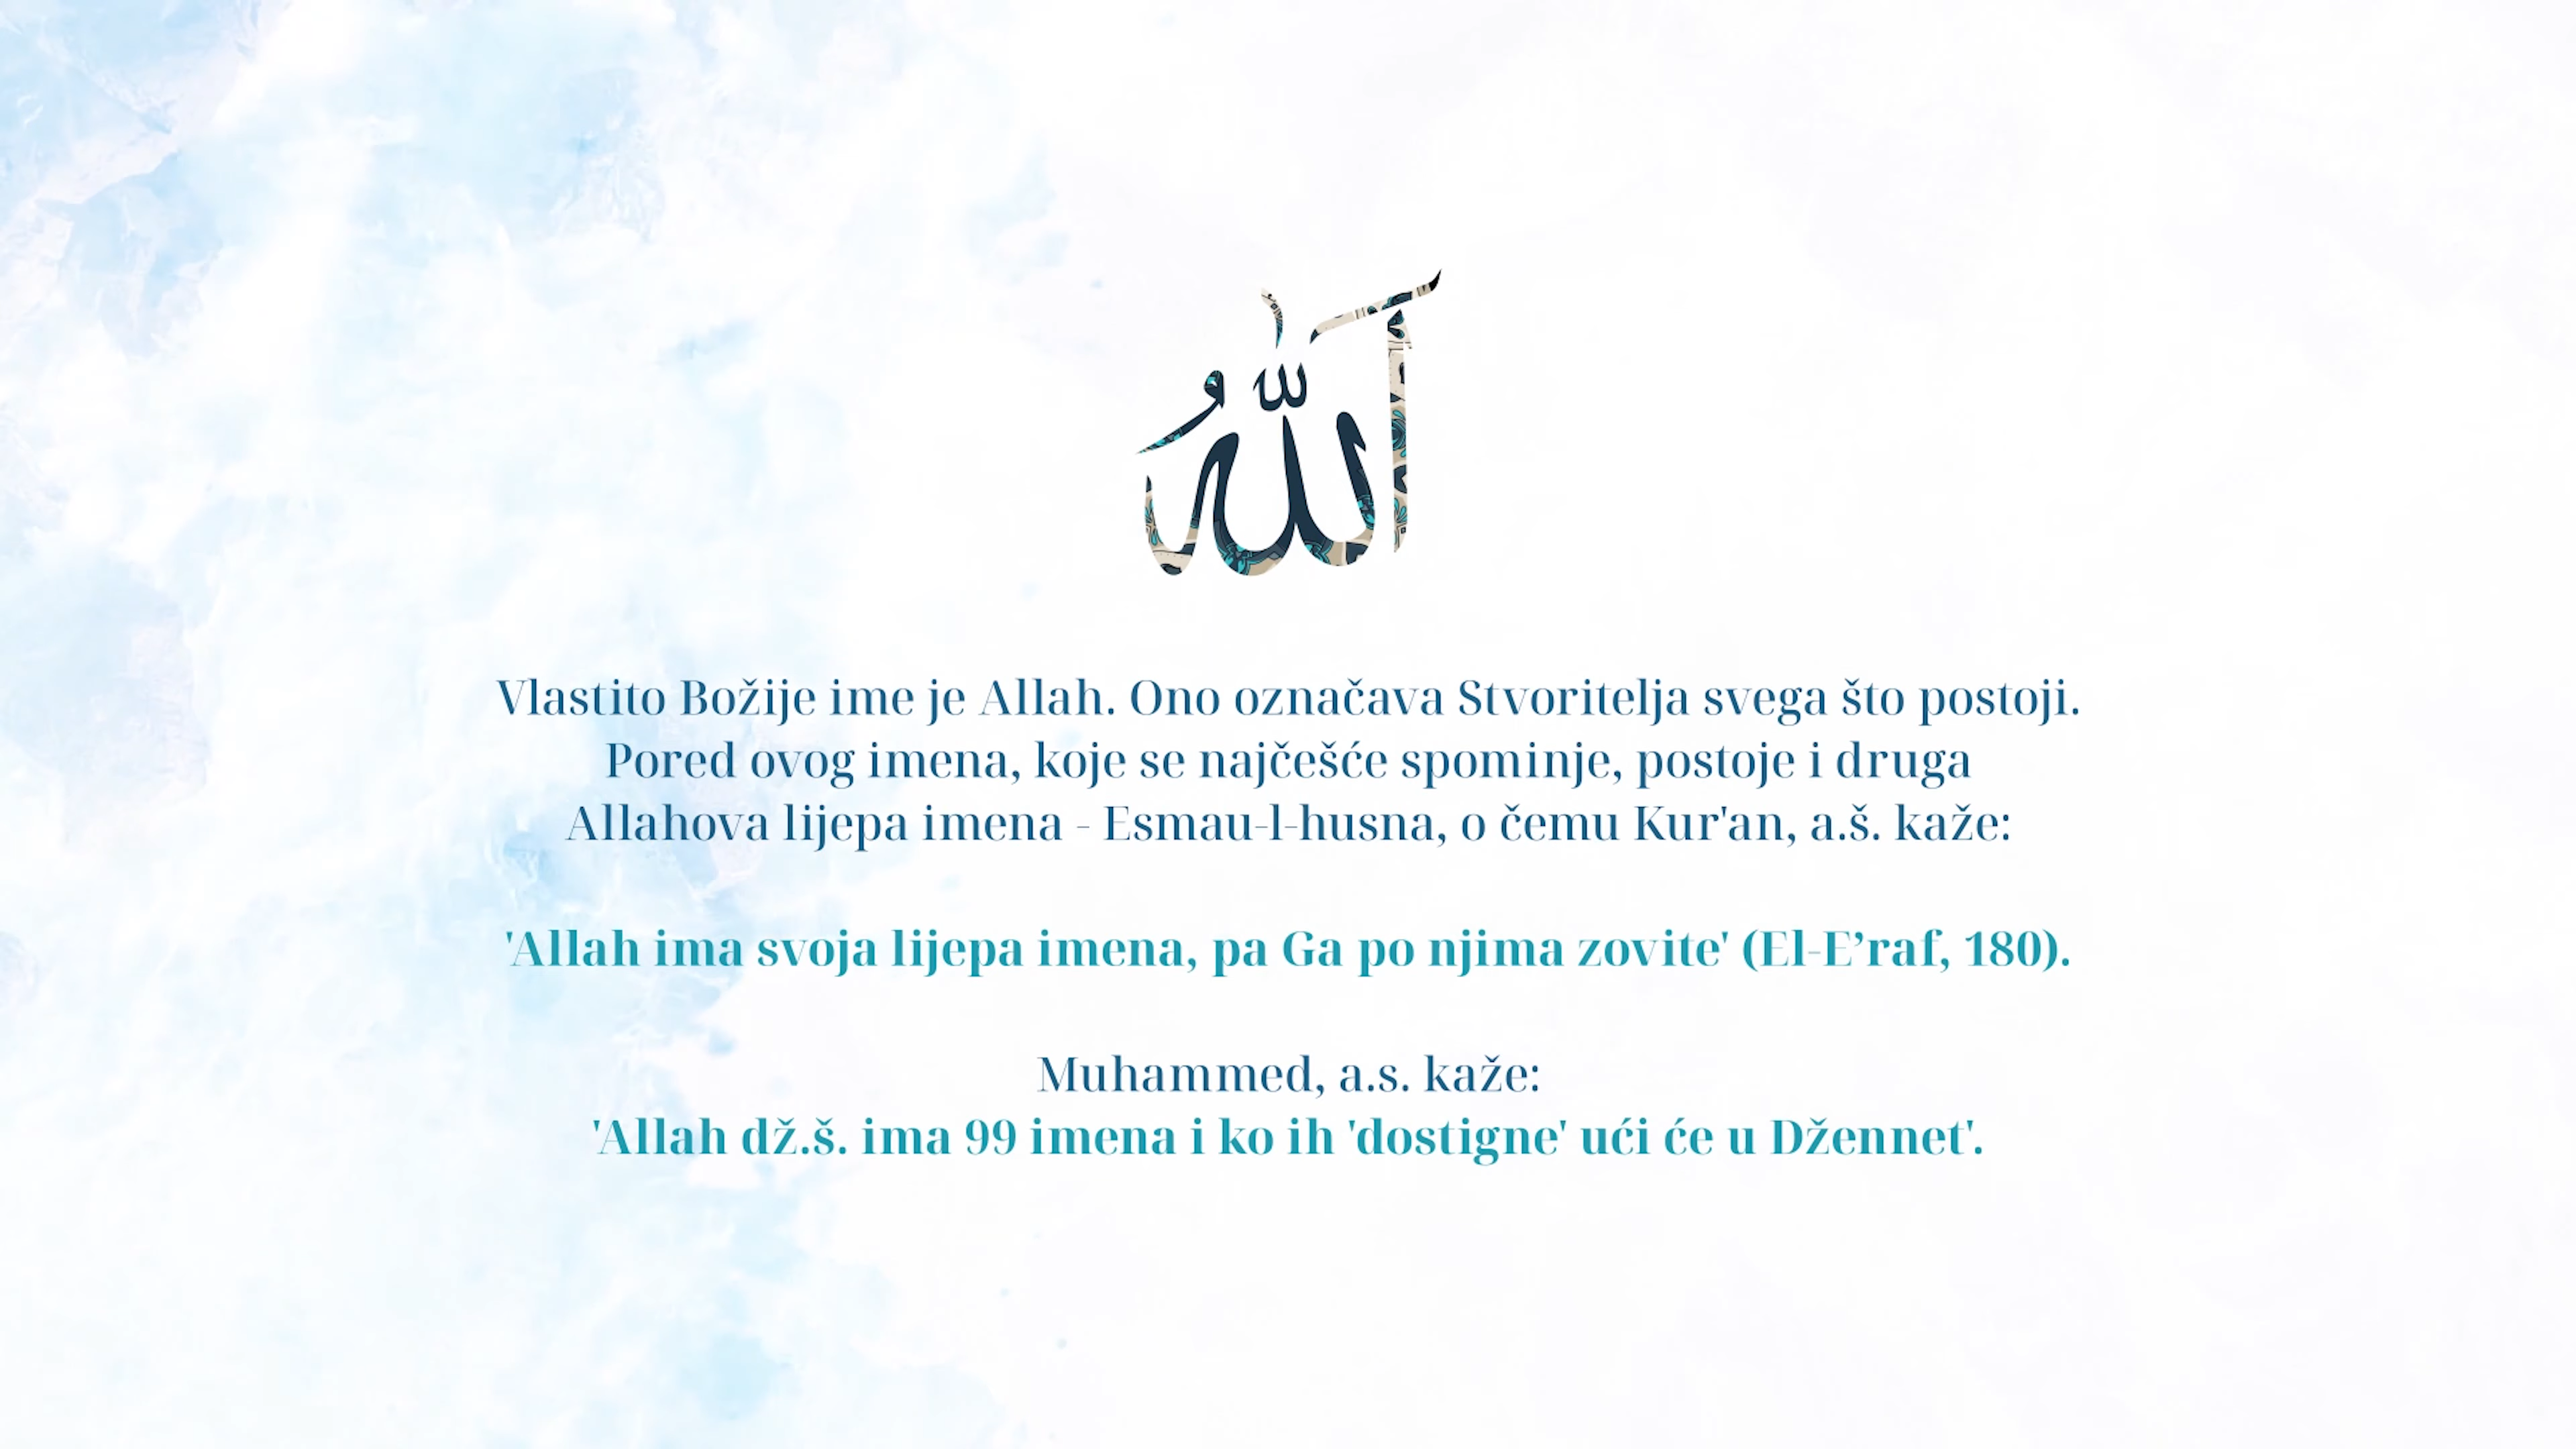 الله
Vlastito Božije ime je Allah. Ono označava Stvoritelja svega što postoji.
Pored ovog imena, koje se najčešće spominje, postoje i druga
Allahova lijepa imena - Esmau-l-husna, o čemu Kur'an, a.š. kaže:
'Allah ima svoja lijepa imena, pa Ga po njima zovite' (El-E’raf, 180).
Muhammed, a.s. kaže:
'Allah dž.š. ima 99 imena i ko ih 'dostigne' ući će u Džennet'.